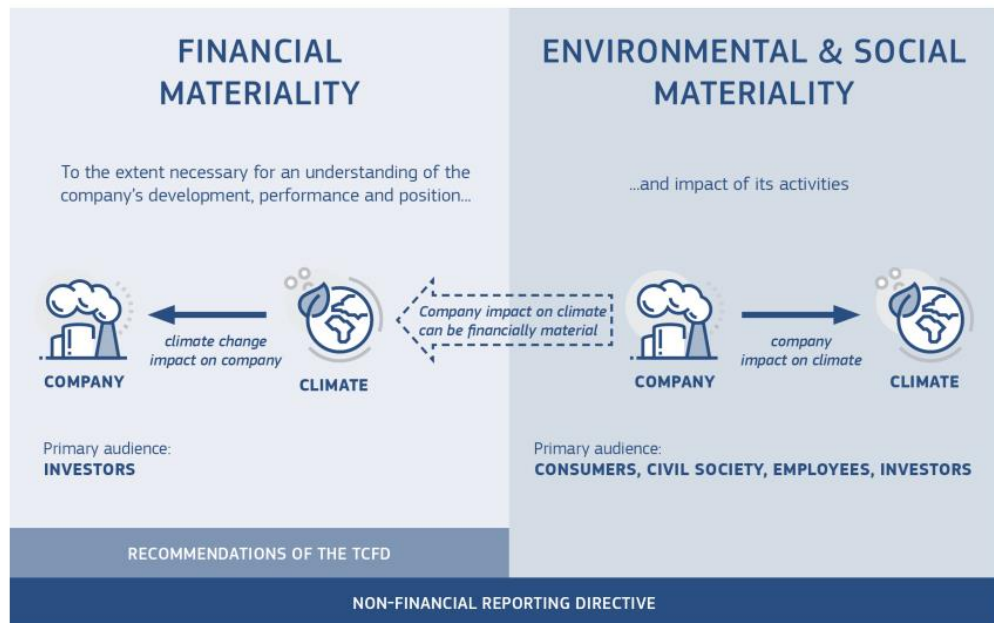 FINANCIAL
MATERIALITY
To the extent necessary for an understanding of the
company's development, performance and position...
climate change
impact on company
COMPANY
CLIMATE
Primary audience:
INVESTORS
RECOMMENDATIONS OF THE TCFD
Company impact on climate
can be financially material
ENVIRONMENTAL & SOCIAL
MATERIALITY
...and impact of its activities
company
impact on climate
COMPANY
CLIMATE
Primary audience:
CONSUMERS, CIVIL SOCIETY, EMPLOYEES, INVESTORS
NON-FINANCIAL REPORTING DIRECTIVE